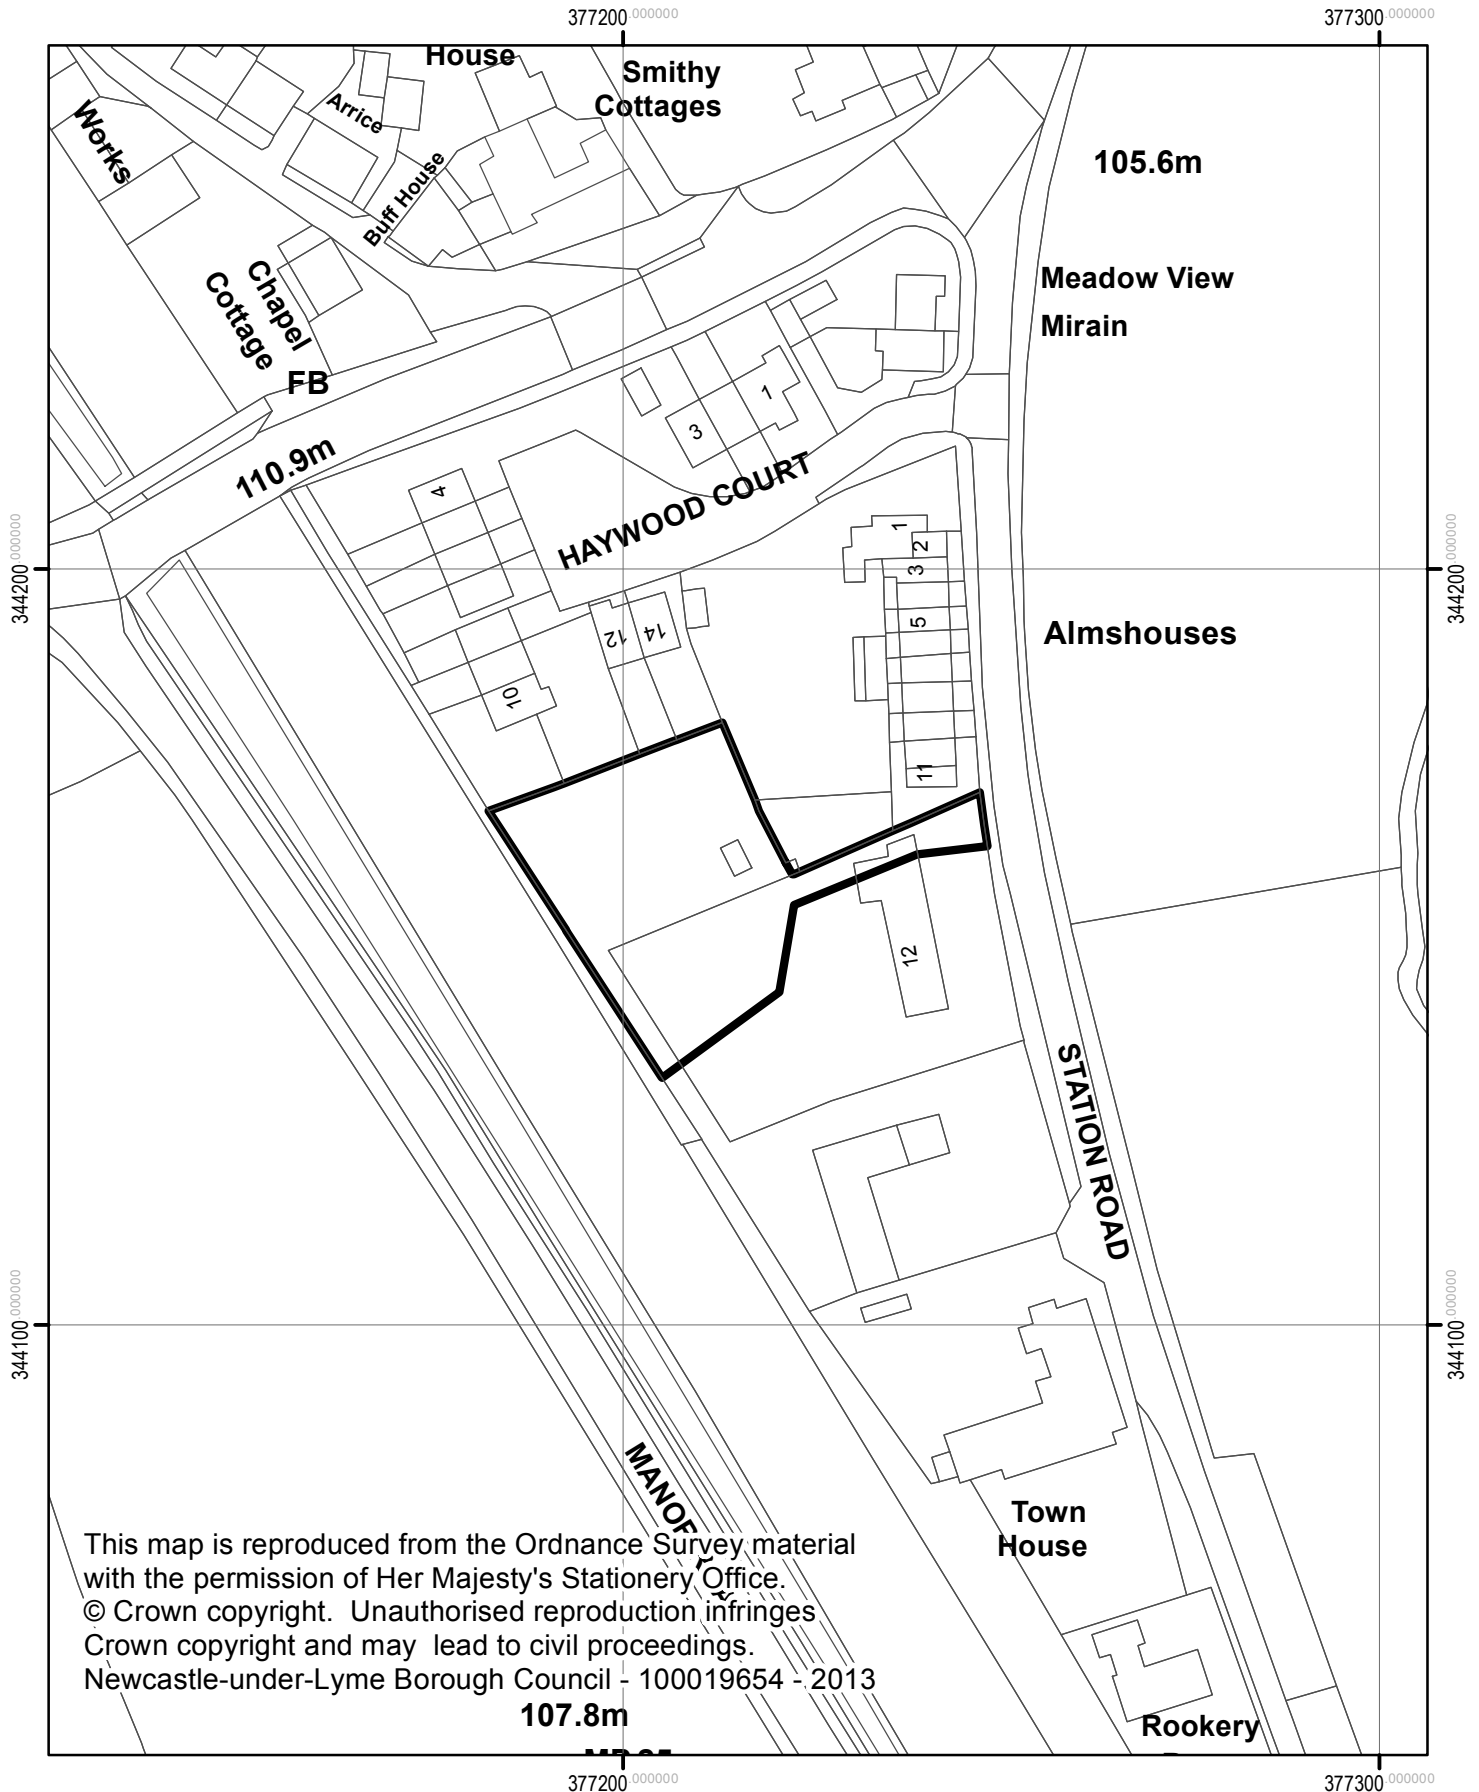 377200.000000
377300.000000
House
Smithy
Cottages
Works
Arrice
Buff House
105.6m
Chapel
Cottage
Meadow View
Mirain
FB
1
3
110.9m
4
HAYWOOD COURT
1
2
3
344200.000000
344200.000000
5
12
14
Almshouses
10
11
12
STATION ROAD
344100.000000
344100.000000
Town
House
This map is reproduced from the Ordnance Survey material
with the permission of Her Majesty's Stationery Office.
© Crown copyright. Unauthorised reproduction infringes
Crown copyright and may lead to civil proceedings.
Newcastle-under-Lyme Borough Council - 100019654 - 2013
107.8m
Rookery
377200.000000
377300.000000